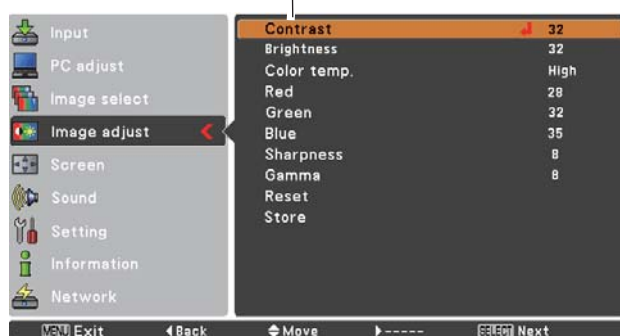 Input
PC adjust
Image select
Image adjust
Screen
Sound
Setting
Information
Network
Contrast 32
Brightness 32
Color temp. High
Red 28
Green 32
Blue 35
Sharpness 8
Gamma 8
Reset
Store
MENU Exit Back Move ----- SELECT Next